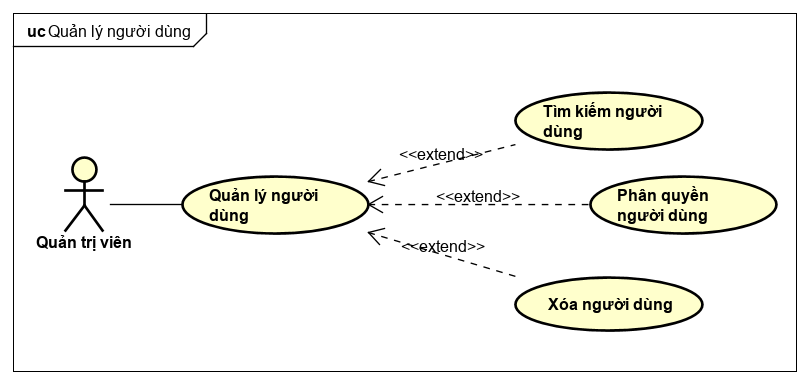 uc Quản lý người dùng
Tìm kiếm người
dùng
<<extend>>
Quản lý người
dùng
<<extend>>
Phân quyền
người dùng
Quản trị viên
<<extend>>
Xóa người dùng